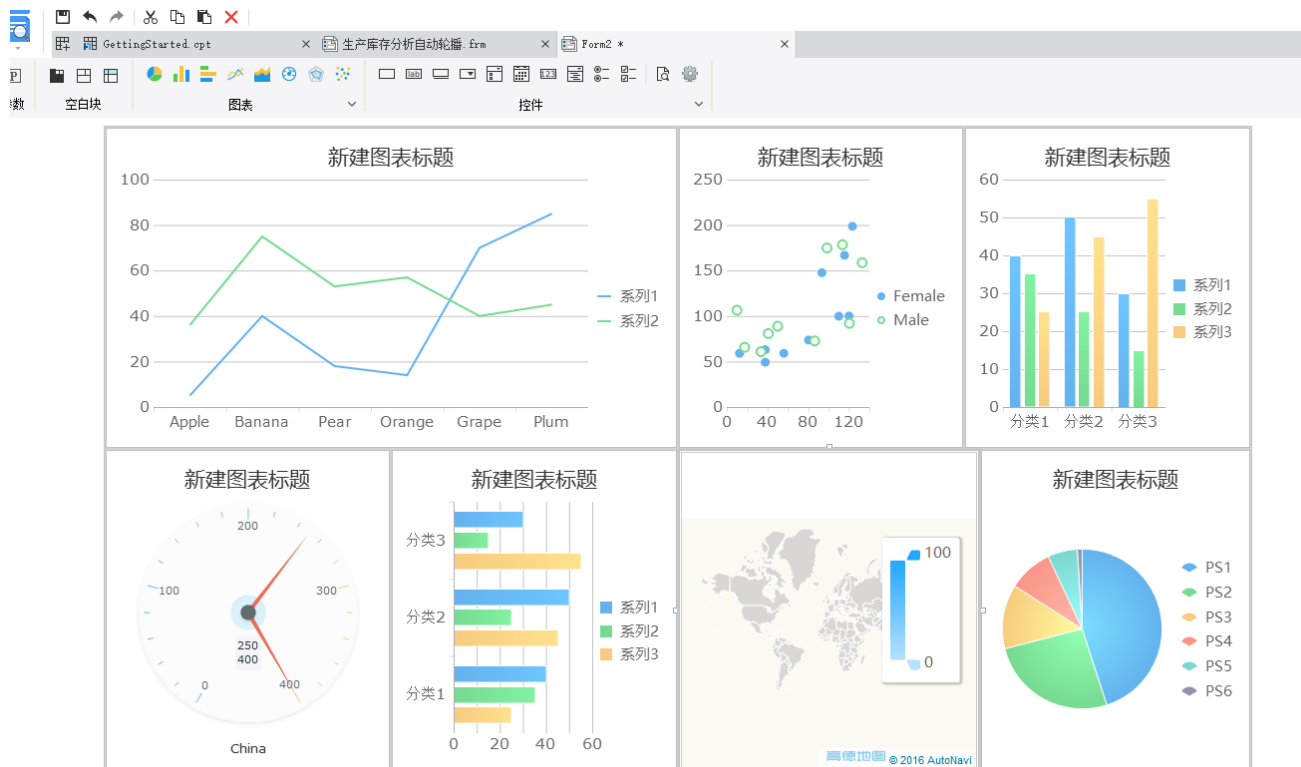 GettingStarted.cpt
生产库存分析自动轮播.frm
Form2 *
lab
123
数 空白块 图表 控件
新建图表标题
100
80
60
40
20
0
Apple Banana Pear Orange Grape Plum
系列1
系列2
新建图表标题
250
200
150
100
50
0
0 40 80 120
Female
Male
新建图表标题
60
50
40
30
20
10
0
分类1 分类2 分类3
系列1
系列2
系列3
新建图表标题
200
100 300
250
400
0 400
China
新建图表标题
分类3
分类2
分类1
0 20 40 60
系列1
系列2
系列3
100
0
高德地图 © 2016 AutoNavi
新建图表标题
PS1
PS2
PS3
PS4
PS5
PS6